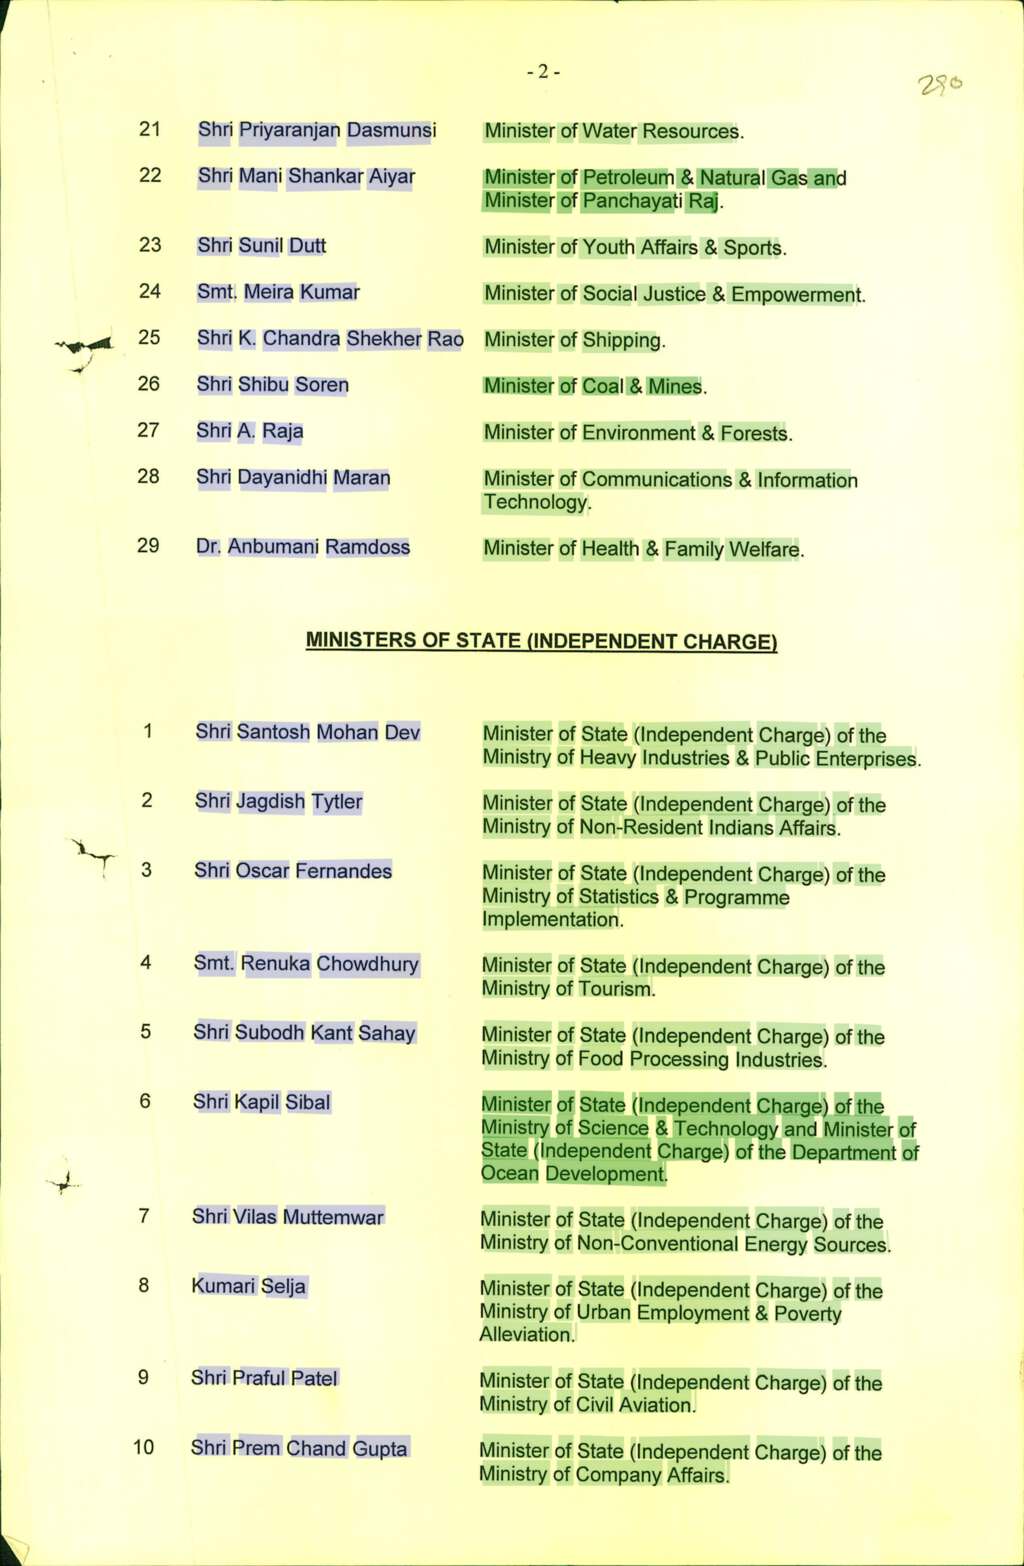 - 2 -
290
21 Shri Priyaranjan Dasmunsi Minister of Water Resources.
22 Shri Mani Shankar Aiyar Minister of Petroleum & Natural Gas and
Minister of Panchayati Raj.
23 Shri Sunil Dutt Minister of Youth Affairs & Sports.
24 Smt. Meira Kumar Minister of Social Justice & Empowerment.
25 Shri K. Chandra Shekher Rao Minister of Shipping.
26 Shri Shibu Soren Minister of Coal & Mines.
27 Shri A. Raja Minister of Environment & Forests.
28 Shri Dayanidhi Maran Minister of Communications & Information
Technology.
29 Dr. Anbumani Ramdoss Minister of Health & Family Welfare.
MINISTERS OF STATE (INDEPENDENT CHARGE)
1 Shri Santosh Mohan Dev Minister of State (Independent Charge) of the
Ministry of Heavy Industries & Public Enterprises.
2 Shri Jagdish Tytler Minister of State (Independent Charge) of the
Ministry of Non-Resident Indians Affairs.
3 Shri Oscar Fernandes Minister of State (Independent Charge) of the
Ministry of Statistics & Programme
Implementation.
4 Smt. Renuka Chowdhury Minister of State (Independent Charge) of the
Ministry of Tourism.
5 Shri Subodh Kant Sahay Minister of State (Independent Charge) of the
Ministry of Food Processing Industries.
6 Shri Kapil Sibal Minister of State (Independent Charge) of the
Ministry of Science & Technology and Minister of
State (Independent Charge) of the Department of
Ocean Development.
7 Shri Vilas Muttemwar Minister of State (Independent Charge) of the
Ministry of Non-Conventional Energy Sources.
8 Kumari Selja Minister of State (Independent Charge) of the
Ministry of Urban Employment & Poverty
Alleviation.
9 Shri Praful Patel Minister of State (Independent Charge) of the
Ministry of Civil Aviation.
10 Shri Prem Chand Gupta Minister of State (Independent Charge) of the
Ministry of Company Affairs.